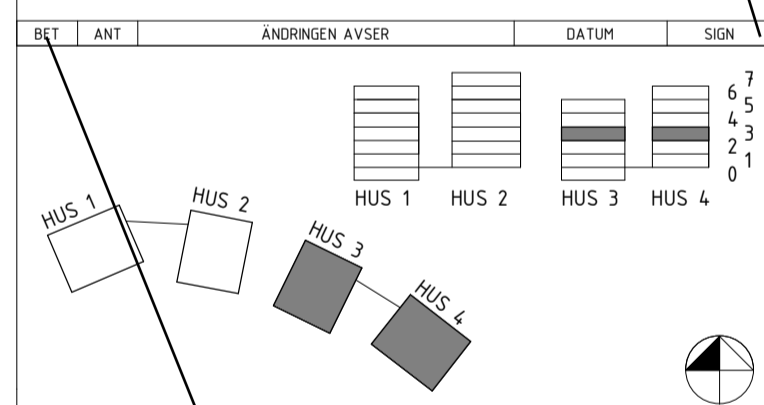 BET ANT ÄNDRINGEN AVSER DATUM SIGN
7
6
5
4
3
2
1
0
HUS 1 HUS 2 HUS 3 HUS 4
HUS 1
HUS 2
HUS 3
HUS 4